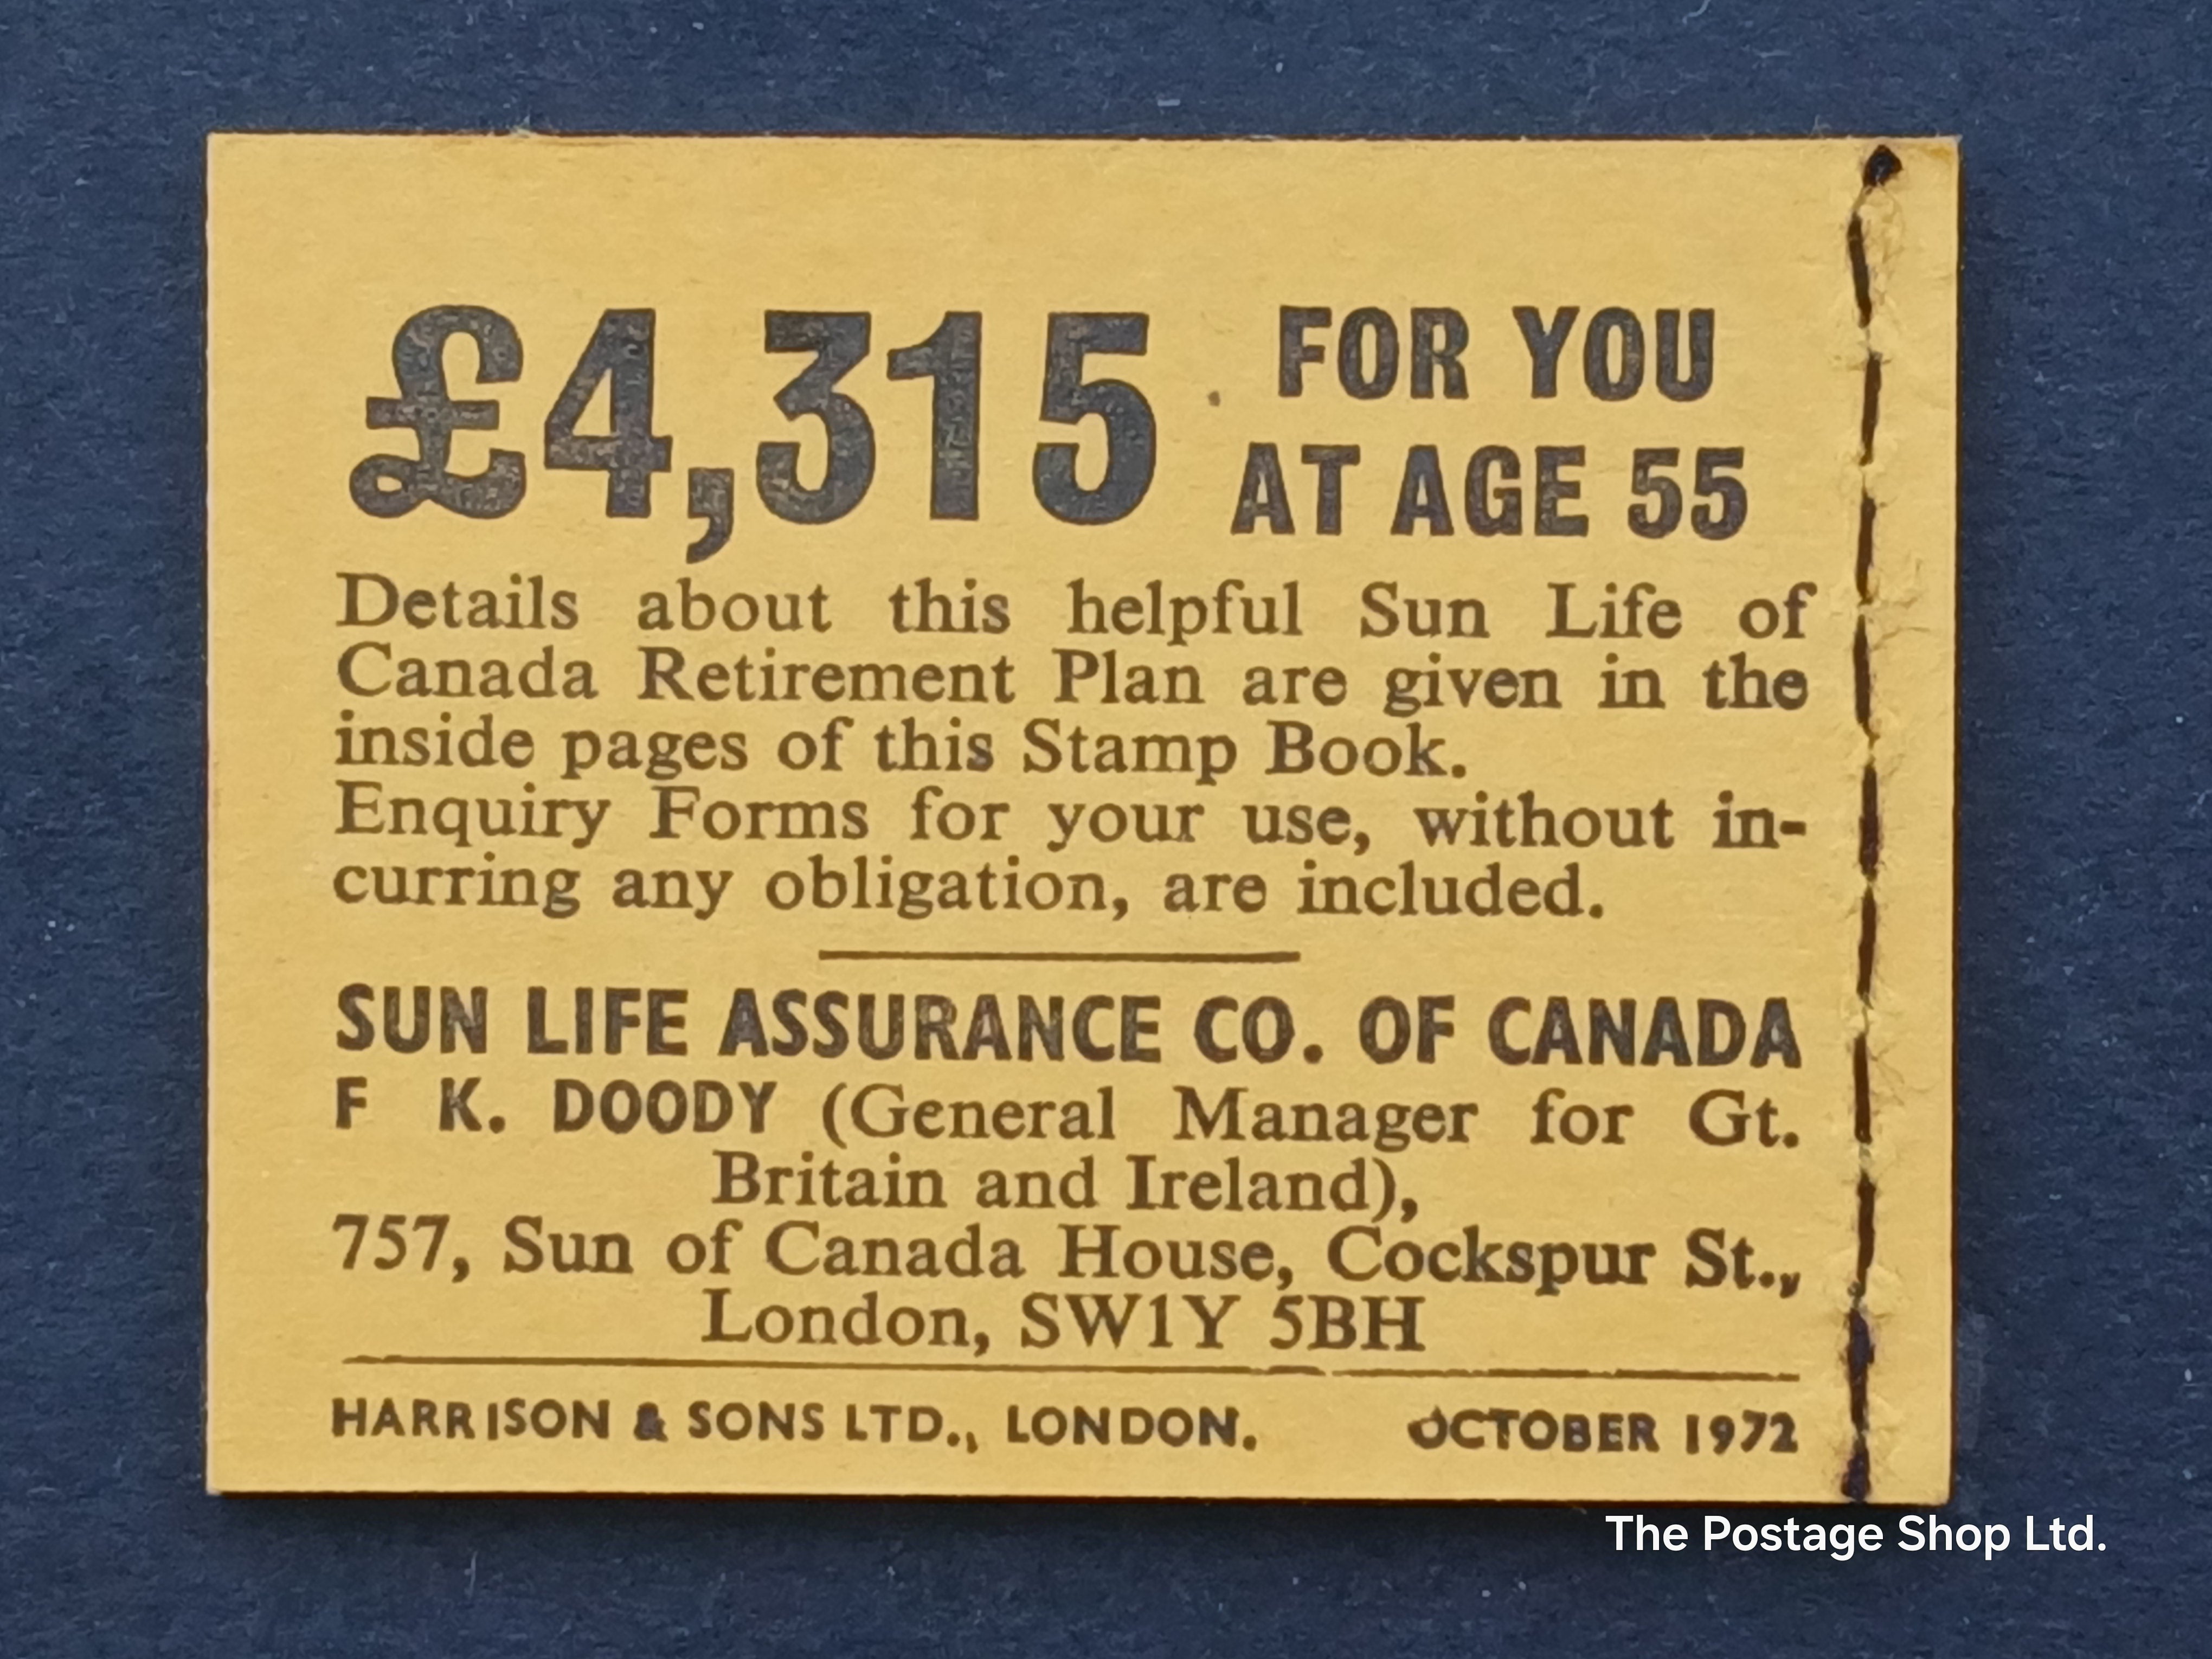 £4,315 FOR YOU
AT AGE 55
Details about this helpful Sun Life of
Canada Retirement Plan are given in the
inside pages of this Stamp Book.
Enquiry Forms for your use, without in-
curring any obligation, are included.
SUN LIFE ASSURANCE CO. OF CANADA
F K. DOODY (General Manager for Gt.
Britain and Ireland),
757, Sun of Canada House, Cockspur St.,
London, SW1Y 5BH
HARRISON & SONS LTD., LONDON. OCTOBER 1972
The Postage Shop Ltd.